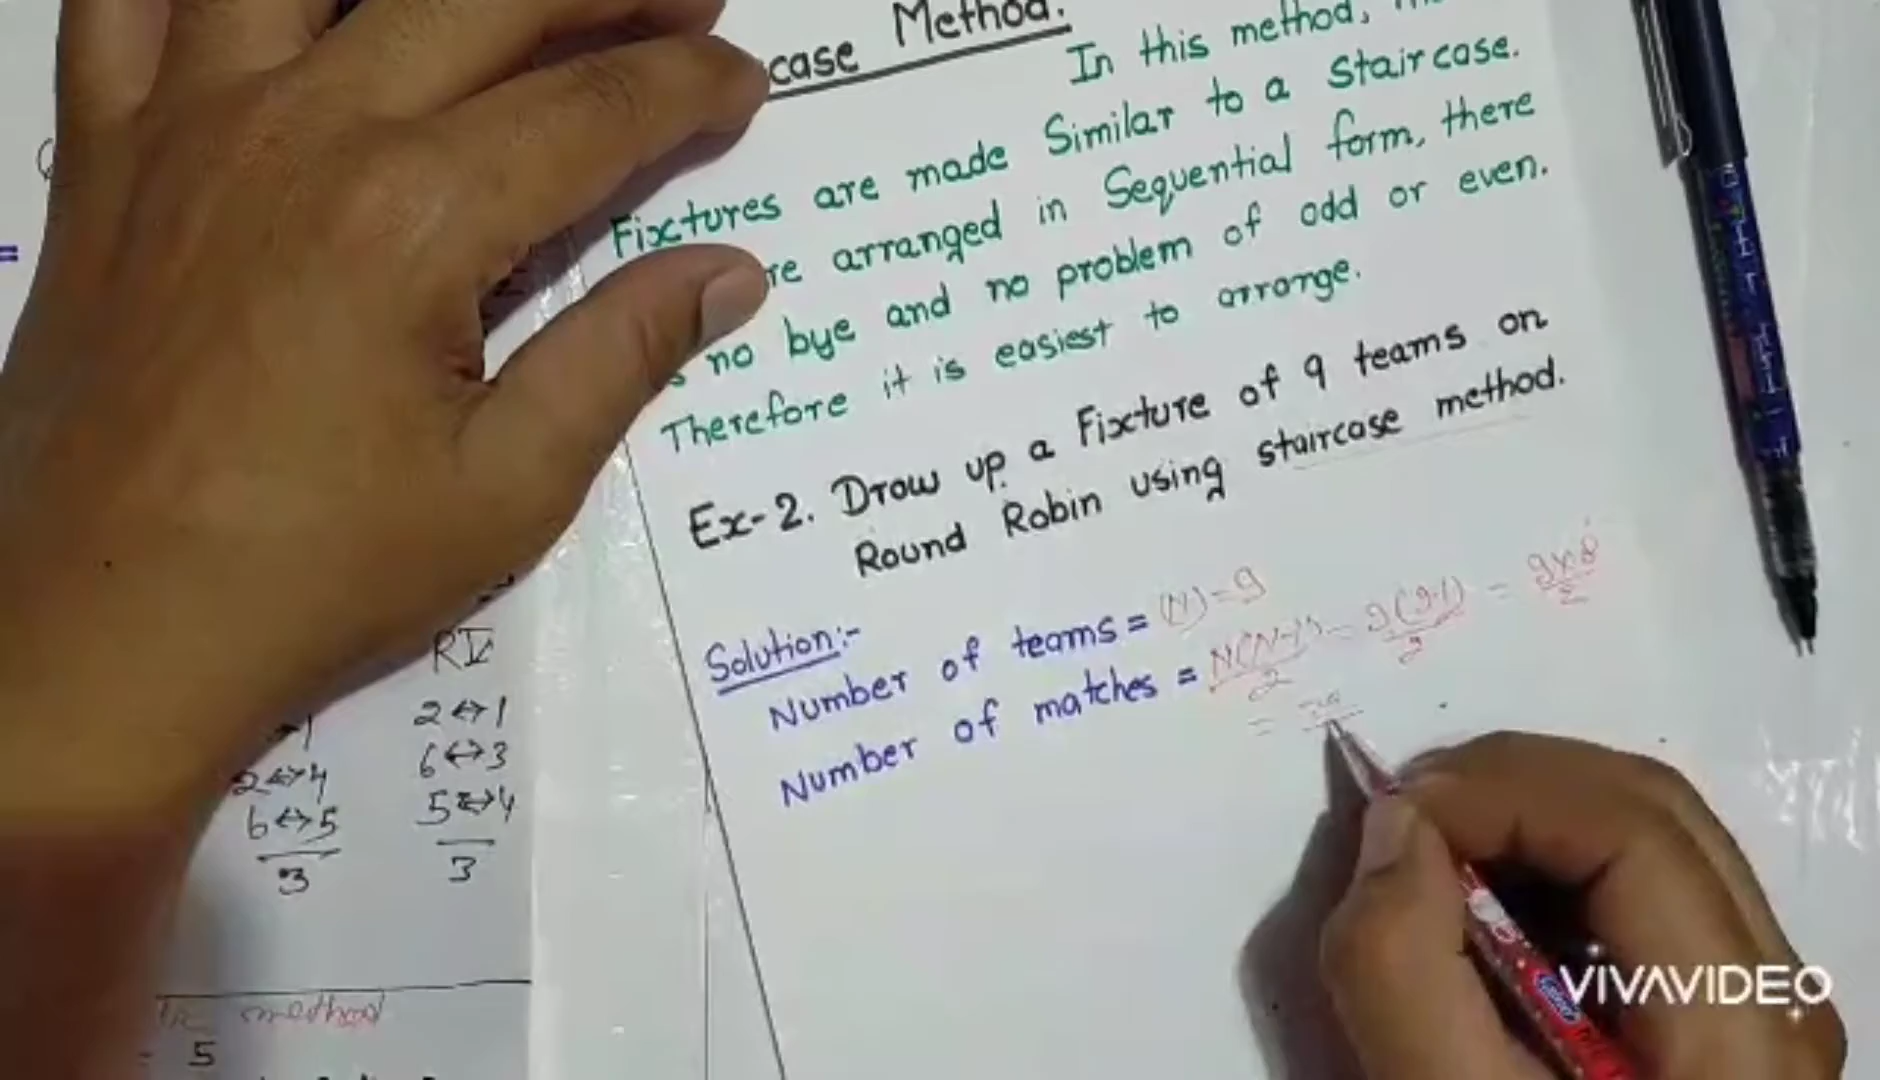 case Method.
In this method,
Fixtures are made Similar to a Staircase.
re arranged in Sequential form, there
no bye and no problem of odd or even.
Therefore it is easiest to arrange.
Ex-2. Draw up a Fixture of 9 teams on
Round Robin using staircase method.
Solution:-
Number of teams = (N) = 9
Number of matches = N(N-1)/2 = 9(9-1)/2 = 9x8/2
=
RV
2↔1
2↔4 6↔3
6↔5 5↔4
3 3
method
= 5
VIVAVIDEO